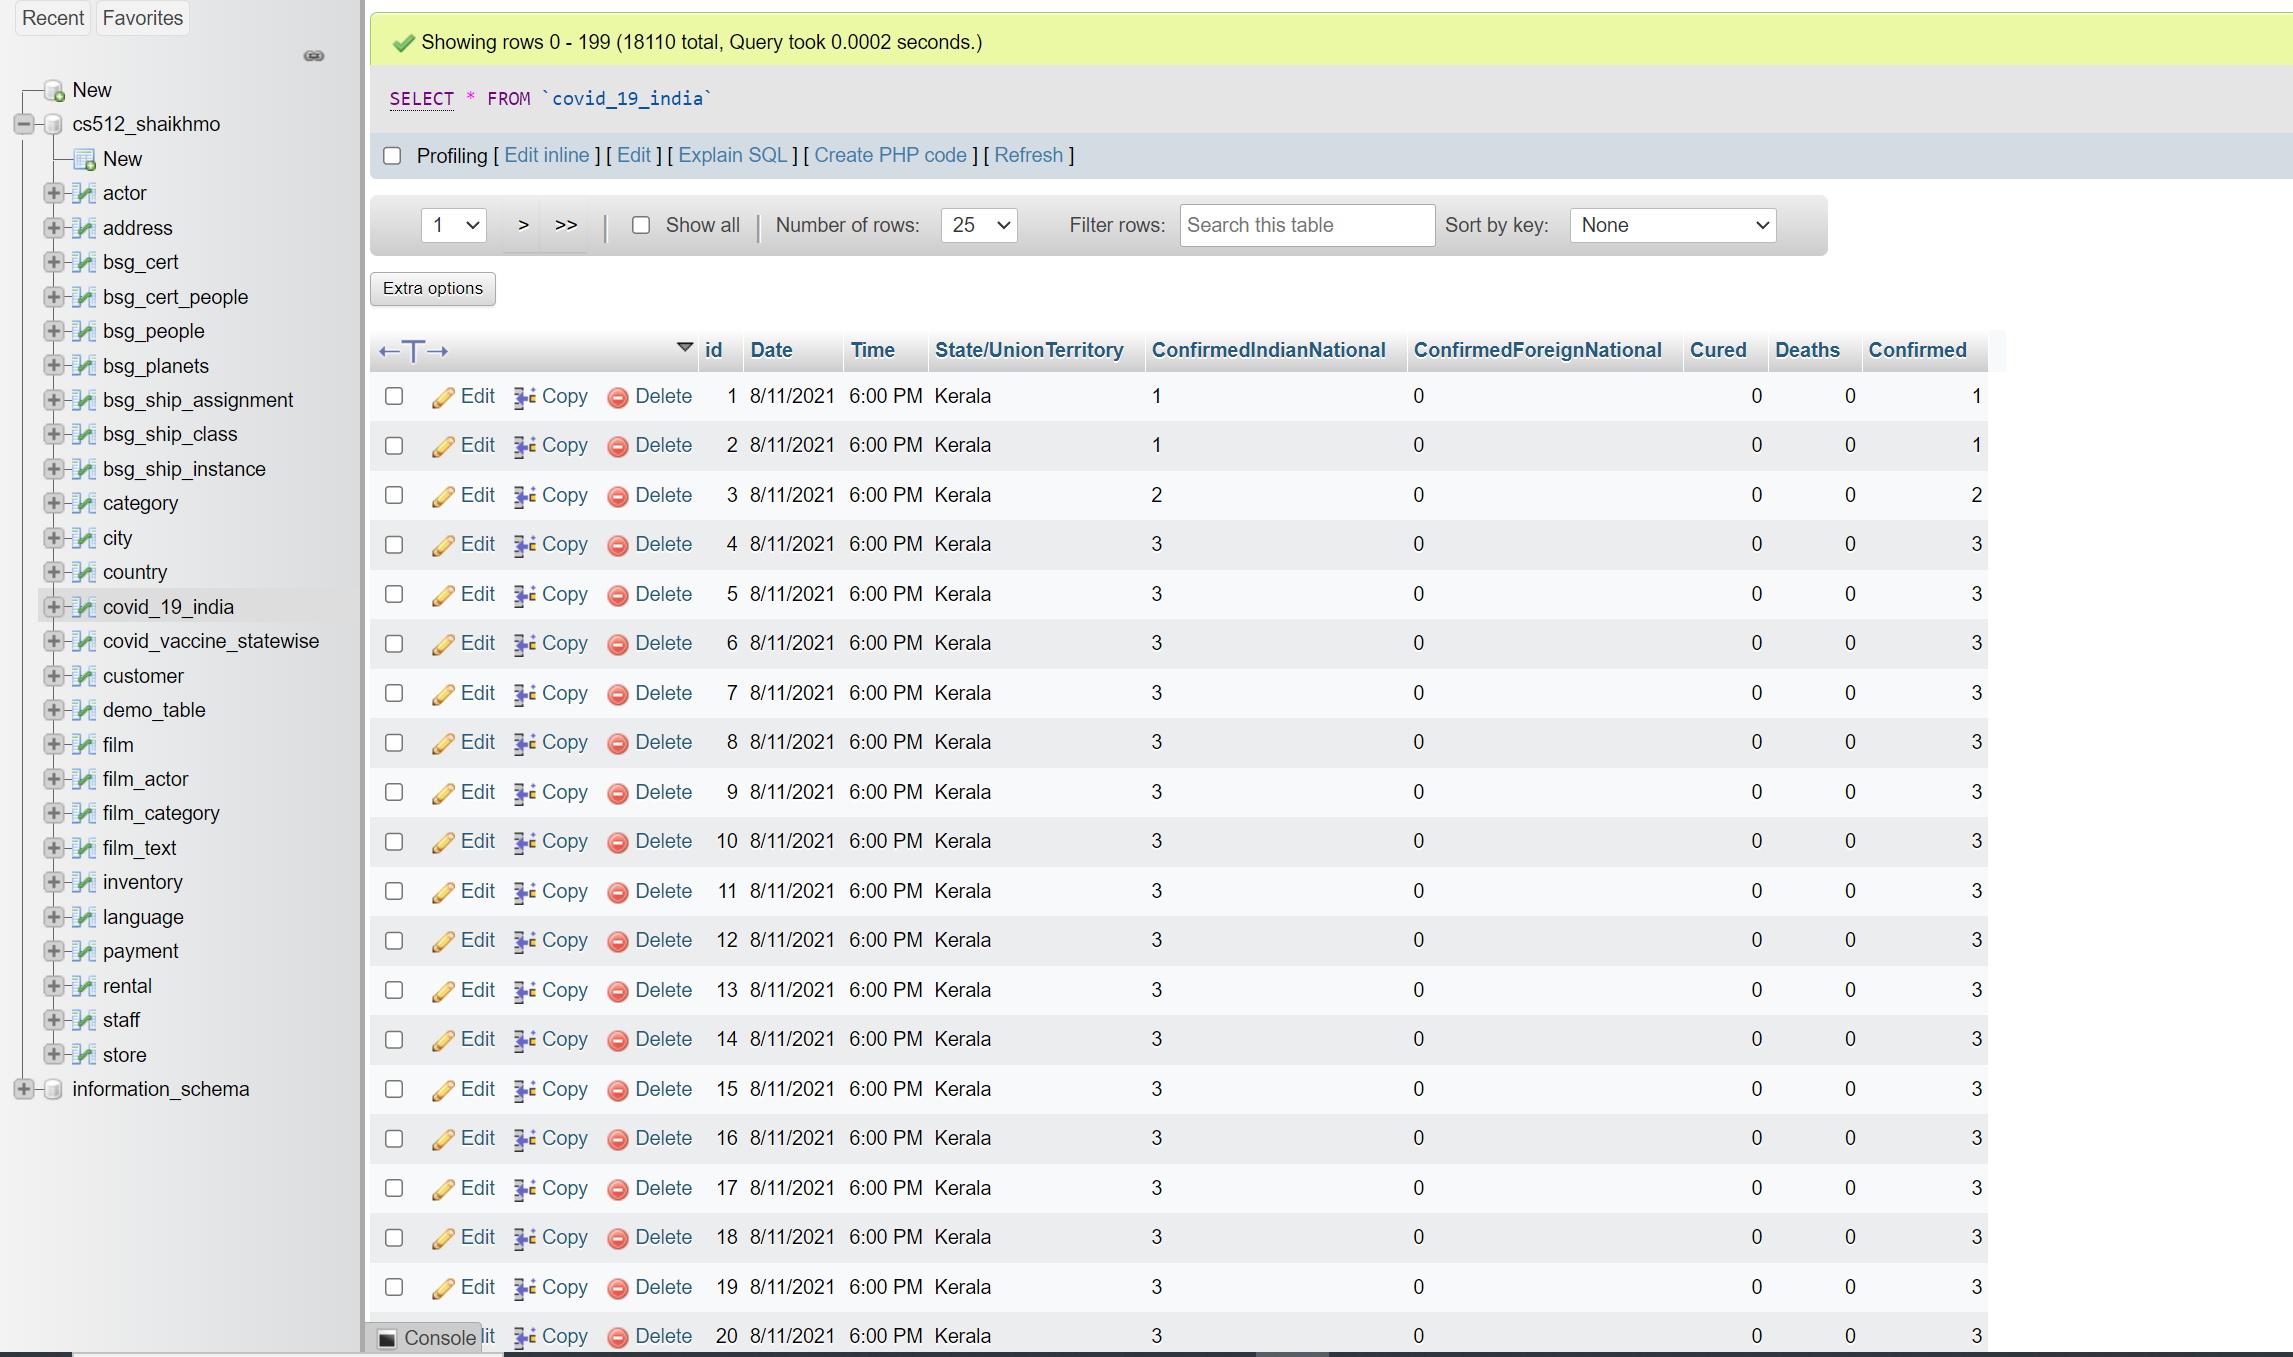 Recent Favorites
New
cs512_shaikhmo
New
actor
address
bsg_cert
bsg_cert_people
bsg_people
bsg_planets
bsg_ship_assignment
bsg_ship_class
bsg_ship_instance
category
city
country
covid_19_india
covid_vaccine_statewise
customer
demo_table
film
film_actor
film_category
film_text
inventory
language
payment
rental
staff
store
information_schema
Showing rows 0 - 199 (18110 total, Query took 0.0002 seconds.)
SELECT * FROM `covid_19_india`
Profiling [ Edit inline ] [ Edit ] [ Explain SQL ] [ Create PHP code ] [ Refresh ]
1 > >> | Show all | Number of rows: 25 Filter rows: Search this table Sort by key: None
Extra options
←T→ id Date Time State/UnionTerritory ConfirmedIndianNational ConfirmedForeignNational Cured Deaths Confirmed
Edit Copy Delete 1 8/11/2021 6:00 PM Kerala 1 0 0 0 1
Edit Copy Delete 2 8/11/2021 6:00 PM Kerala 1 0 0 0 1
Edit Copy Delete 3 8/11/2021 6:00 PM Kerala 2 0 0 0 2
Edit Copy Delete 4 8/11/2021 6:00 PM Kerala 3 0 0 0 3
Edit Copy Delete 5 8/11/2021 6:00 PM Kerala 3 0 0 0 3
Edit Copy Delete 6 8/11/2021 6:00 PM Kerala 3 0 0 0 3
Edit Copy Delete 7 8/11/2021 6:00 PM Kerala 3 0 0 0 3
Edit Copy Delete 8 8/11/2021 6:00 PM Kerala 3 0 0 0 3
Edit Copy Delete 9 8/11/2021 6:00 PM Kerala 3 0 0 0 3
Edit Copy Delete 10 8/11/2021 6:00 PM Kerala 3 0 0 0 3
Edit Copy Delete 11 8/11/2021 6:00 PM Kerala 3 0 0 0 3
Edit Copy Delete 12 8/11/2021 6:00 PM Kerala 3 0 0 0 3
Edit Copy Delete 13 8/11/2021 6:00 PM Kerala 3 0 0 0 3
Edit Copy Delete 14 8/11/2021 6:00 PM Kerala 3 0 0 0 3
Edit Copy Delete 15 8/11/2021 6:00 PM Kerala 3 0 0 0 3
Edit Copy Delete 16 8/11/2021 6:00 PM Kerala 3 0 0 0 3
Edit Copy Delete 17 8/11/2021 6:00 PM Kerala 3 0 0 0 3
Edit Copy Delete 18 8/11/2021 6:00 PM Kerala 3 0 0 0 3
Edit Copy Delete 19 8/11/2021 6:00 PM Kerala 3 0 0 0 3
Console Copy Delete 20 8/11/2021 6:00 PM Kerala 3 0 0 0 3